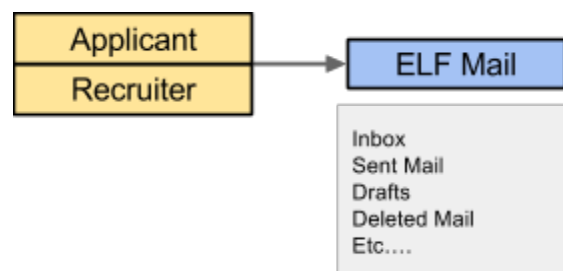 Applicant
Recruiter
ELF Mail
Inbox
Sent Mail
Drafts
Deleted Mail
Etc....